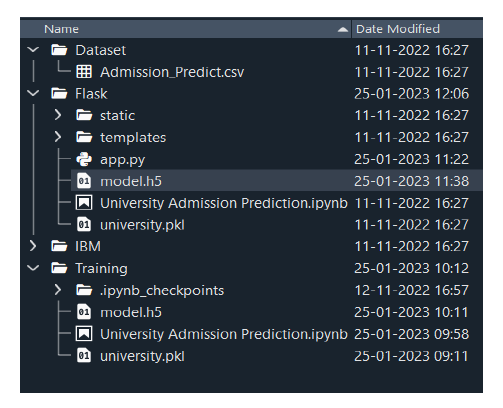 Name Date Modified
Dataset 11-11-2022 16:27
Admission_Predict.csv 11-11-2022 16:27
Flask 25-01-2023 12:06
static 11-11-2022 16:27
templates 11-11-2022 16:27
app.py 25-01-2023 11:22
01 model.h5 25-01-2023 11:38
University Admission Prediction.ipynb 11-11-2022 16:27
01 university.pkl 11-11-2022 16:27
IBM 11-11-2022 16:27
Training 25-01-2023 10:12
.ipynb_checkpoints 12-11-2022 16:57
01 model.h5 25-01-2023 10:11
University Admission Prediction.ipynb 25-01-2023 09:58
01 university.pkl 25-01-2023 09:11